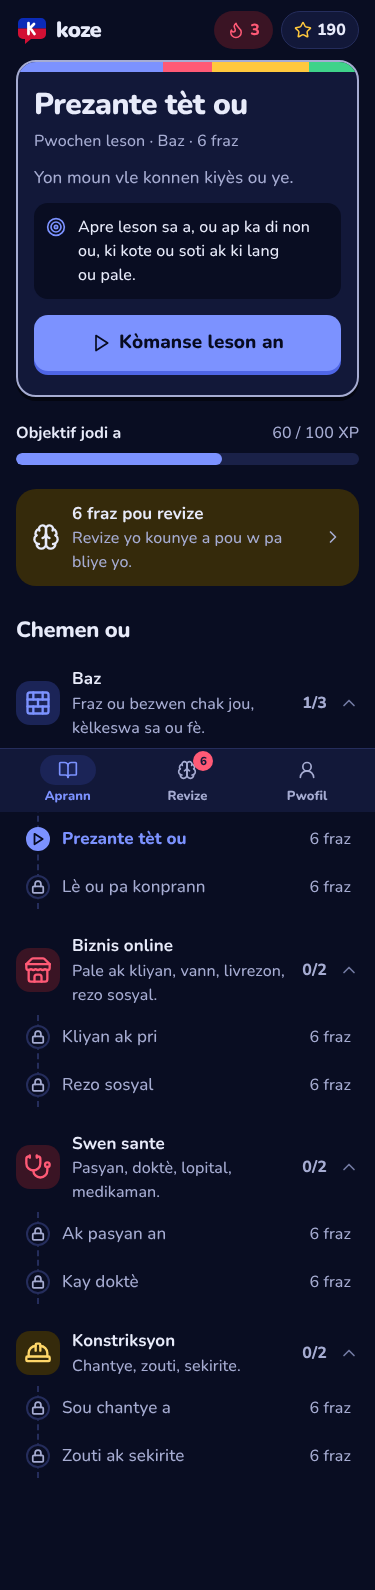 K koze
3
190
Prezante tèt ou
Pwochen leson · Baz · 6 fraz
Yon moun vle konnen kiyès ou ye.
Apre leson sa a, ou ap ka di non
ou, ki kote ou soti ak ki lang
ou pale.
Kòmanse leson an
Objektif jodi a
60 / 100 XP
6 fraz pou revize
Revize yo kounye a pou w pa
bliye yo.
Chemen ou
Baz
Fraz ou bezwen chak jou,
kèlkeswa sa ou fè.
1/3
6
Aprann
Revize
Pwofil
Prezante tèt ou
6 fraz
Lè ou pa konprann
6 fraz
Biznis online
Pale ak kliyan, vann, livrezon,
rezo sosyal.
0/2
Kliyan ak pri
6 fraz
Rezo sosyal
6 fraz
Swen sante
Pasyan, doktè, lopital,
medikaman.
0/2
Ak pasyan an
6 fraz
Kay doktè
6 fraz
Konstriksyon
Chantye, zouti, sekirite.
0/2
Sou chantye a
6 fraz
Zouti ak sekirite
6 fraz